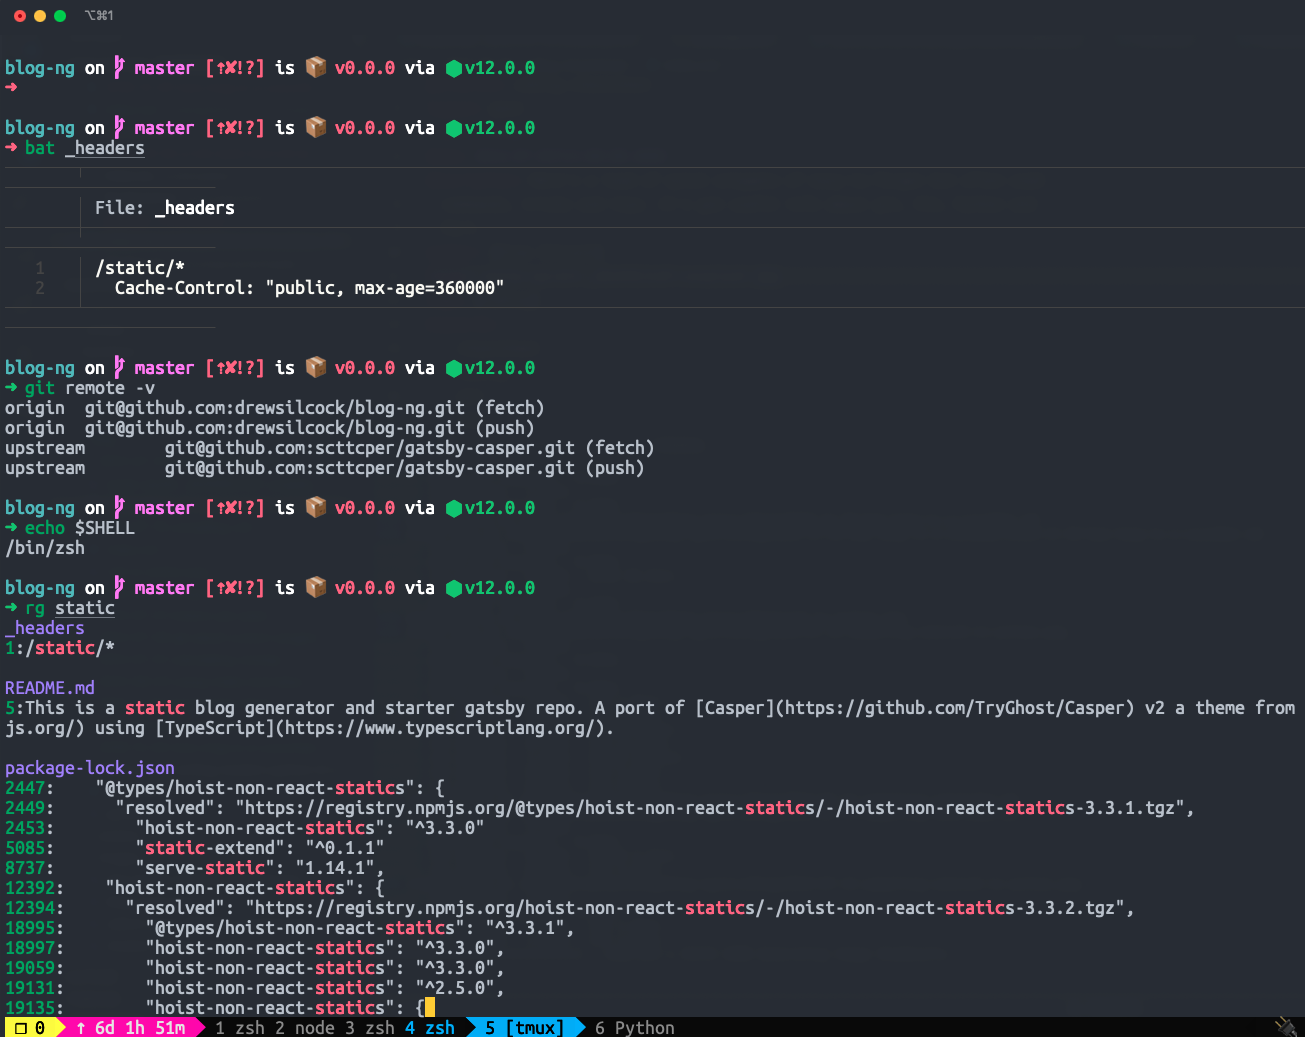 ⌥⌘1
blog-ng on master [↑✘!?] is 📦 v0.0.0 via ⬢ v12.0.0
➜
blog-ng on master [↑✘!?] is 📦 v0.0.0 via ⬢ v12.0.0
➜ bat _headers
File: _headers
1 /static/*
2 Cache-Control: "public, max-age=360000"
blog-ng on master [↑✘!?] is 📦 v0.0.0 via ⬢ v12.0.0
➜ git remote -v
origin git@github.com:drewsilcock/blog-ng.git (fetch)
origin git@github.com:drewsilcock/blog-ng.git (push)
upstream git@github.com:scttcper/gatsby-casper.git (fetch)
upstream git@github.com:scttcper/gatsby-casper.git (push)
blog-ng on master [↑✘!?] is 📦 v0.0.0 via ⬢ v12.0.0
➜ echo $SHELL
/bin/zsh
blog-ng on master [↑✘!?] is 📦 v0.0.0 via ⬢ v12.0.0
➜ rg static
_headers
1:/static/*
README.md
5:This is a static blog generator and starter gatsby repo. A port of [Casper](https://github.com/TryGhost/Casper) v2 a theme from
js.org/) using [TypeScript](https://www.typescriptlang.org/).
package-lock.json
2447: "@types/hoist-non-react-statics": {
2449: "resolved": "https://registry.npmjs.org/@types/hoist-non-react-statics/-/hoist-non-react-statics-3.3.1.tgz",
2453: "hoist-non-react-statics": "^3.3.0"
5085: "static-extend": "^0.1.1"
8737: "serve-static": "1.14.1",
12392: "hoist-non-react-statics": {
12394: "resolved": "https://registry.npmjs.org/hoist-non-react-statics/-/hoist-non-react-statics-3.3.2.tgz",
18995: "@types/hoist-non-react-statics": "^3.3.1",
18997: "hoist-non-react-statics": "^3.3.0",
19059: "hoist-non-react-statics": "^3.3.0",
19131: "hoist-non-react-statics": "^2.5.0",
19135: "hoist-non-react-statics": {
❐ 0 ↑ 6d 1h 51m 1 zsh 2 node 3 zsh 4 zsh 5 [tmux] 6 Python